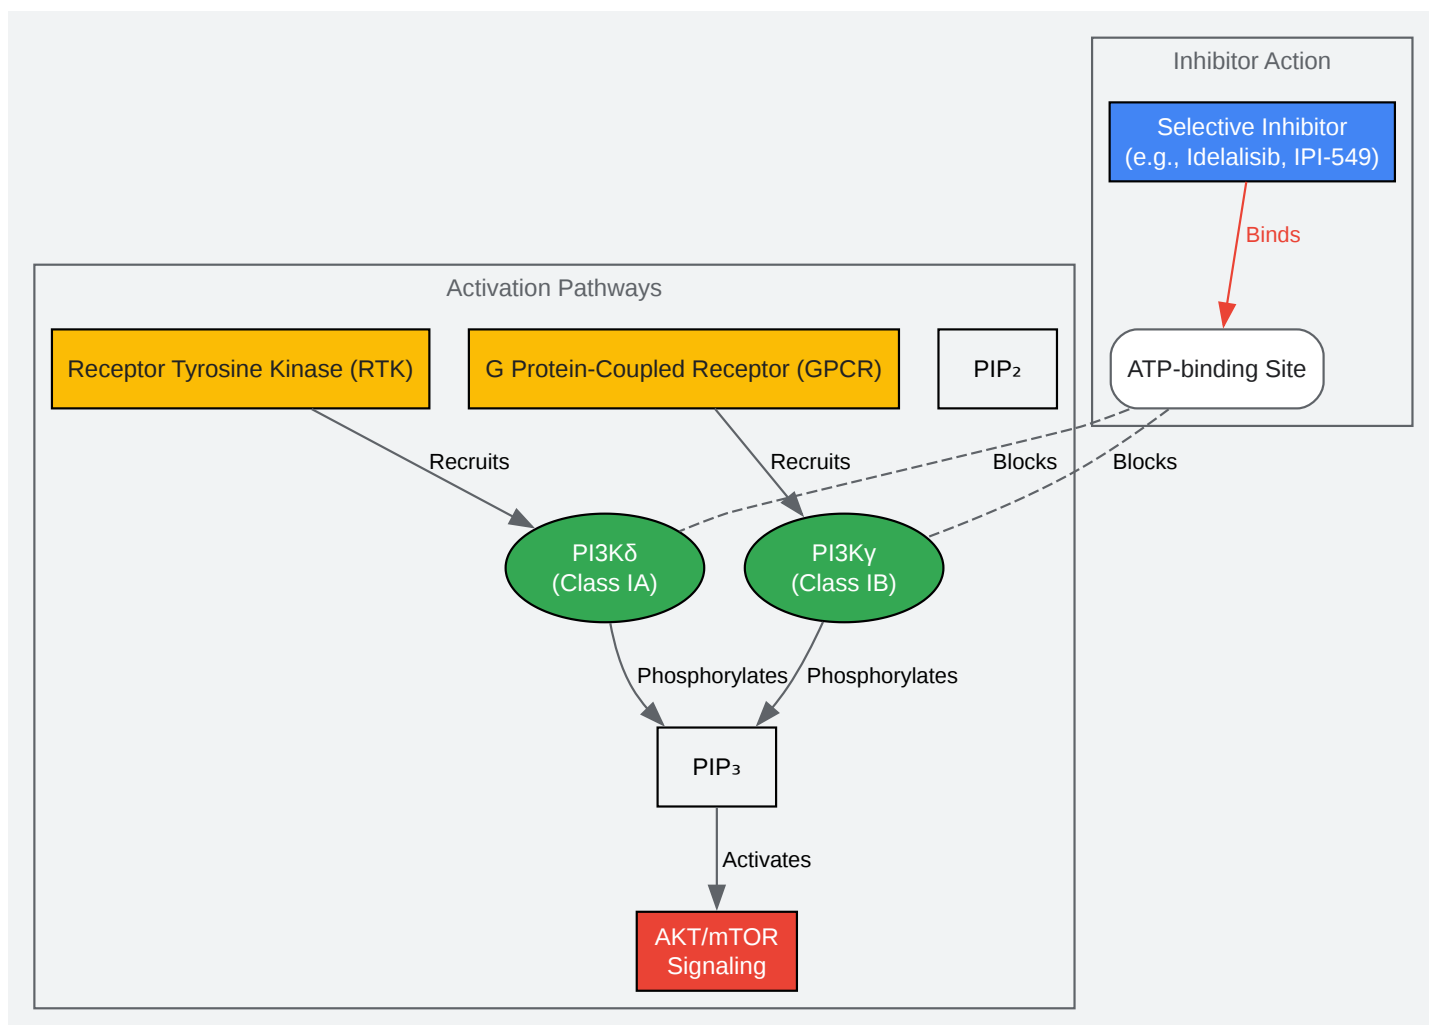 Inhibitor Action
Selective Inhibitor
(e.g., Idelalisib, IPI-549)
Binds
Activation Pathways
Receptor Tyrosine Kinase (RTK)
G Protein-Coupled Receptor (GPCR)
PIP₂
ATP-binding Site
Recruits
Recruits
Blocks
Blocks
PI3Kδ
(Class IA)
PI3Kγ
(Class IB)
Phosphorylates
Phosphorylates
PIP₃
Activates
AKT/mTOR
Signaling